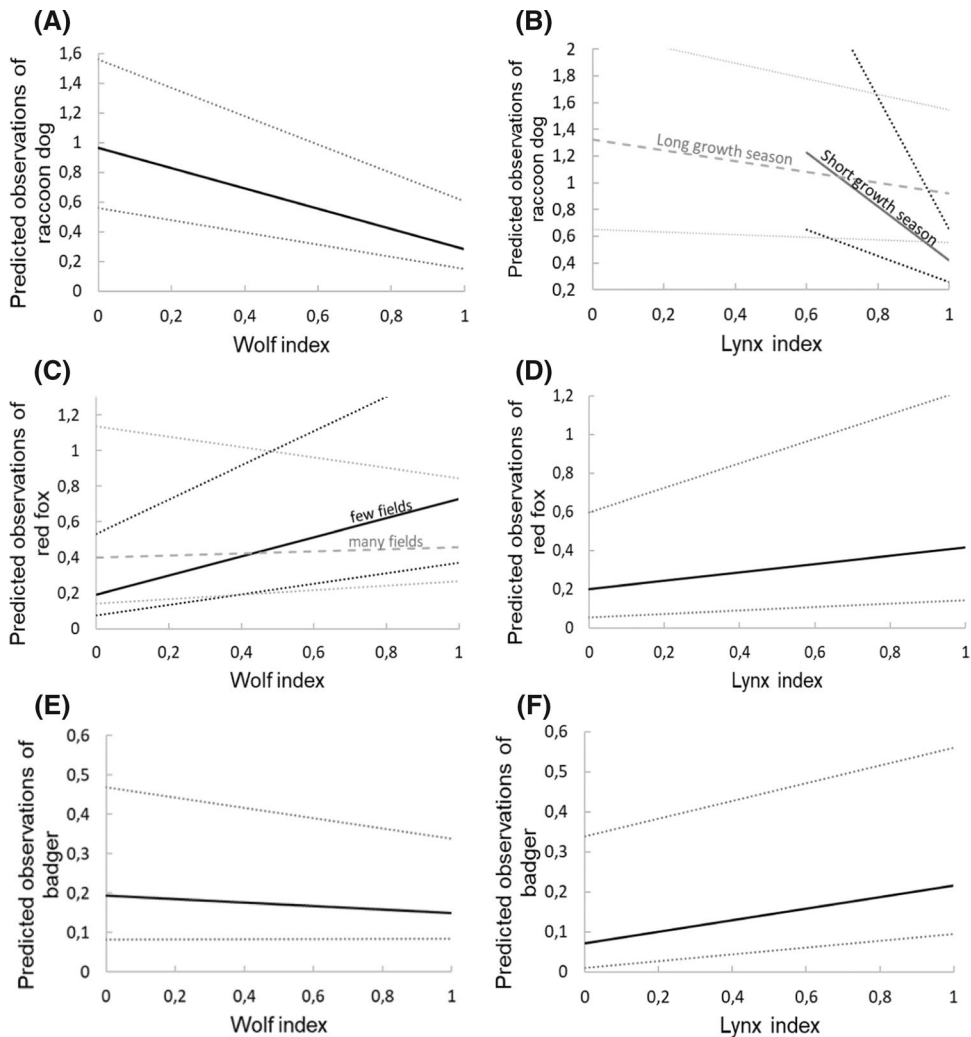 (A)
Predicted observations of
raccoon dog
1,6
1,4
1,2
1
0,8
0,6
0,4
0,2
0
0 0,2 0,4 0,6 0,8 1
Wolf index
(B)
Predicted observations of
raccoon dog
2
1,8
1,6
1,4
1,2
1
0,8
0,6
0,4
0,2
Long growth season
Short growth season
0 0,2 0,4 0,6 0,8 1
Lynx index
(C)
Predicted observations of
red fox
1,2
1
0,8
0,6
0,4
0,2
0
few fields
many fields
0 0,2 0,4 0,6 0,8 1
Wolf index
(D)
Predicted observations of
red fox
1,2
1
0,8
0,6
0,4
0,2
0
0 0,2 0,4 0,6 0,8 1
Lynx index
(E)
Predicted observations of
badger
0,6
0,5
0,4
0,3
0,2
0,1
0
0 0,2 0,4 0,6 0,8 1
Wolf index
(F)
Predicted observations of
badger
0,6
0,5
0,4
0,3
0,2
0,1
0
0 0,2 0,4 0,6 0,8 1
Lynx index